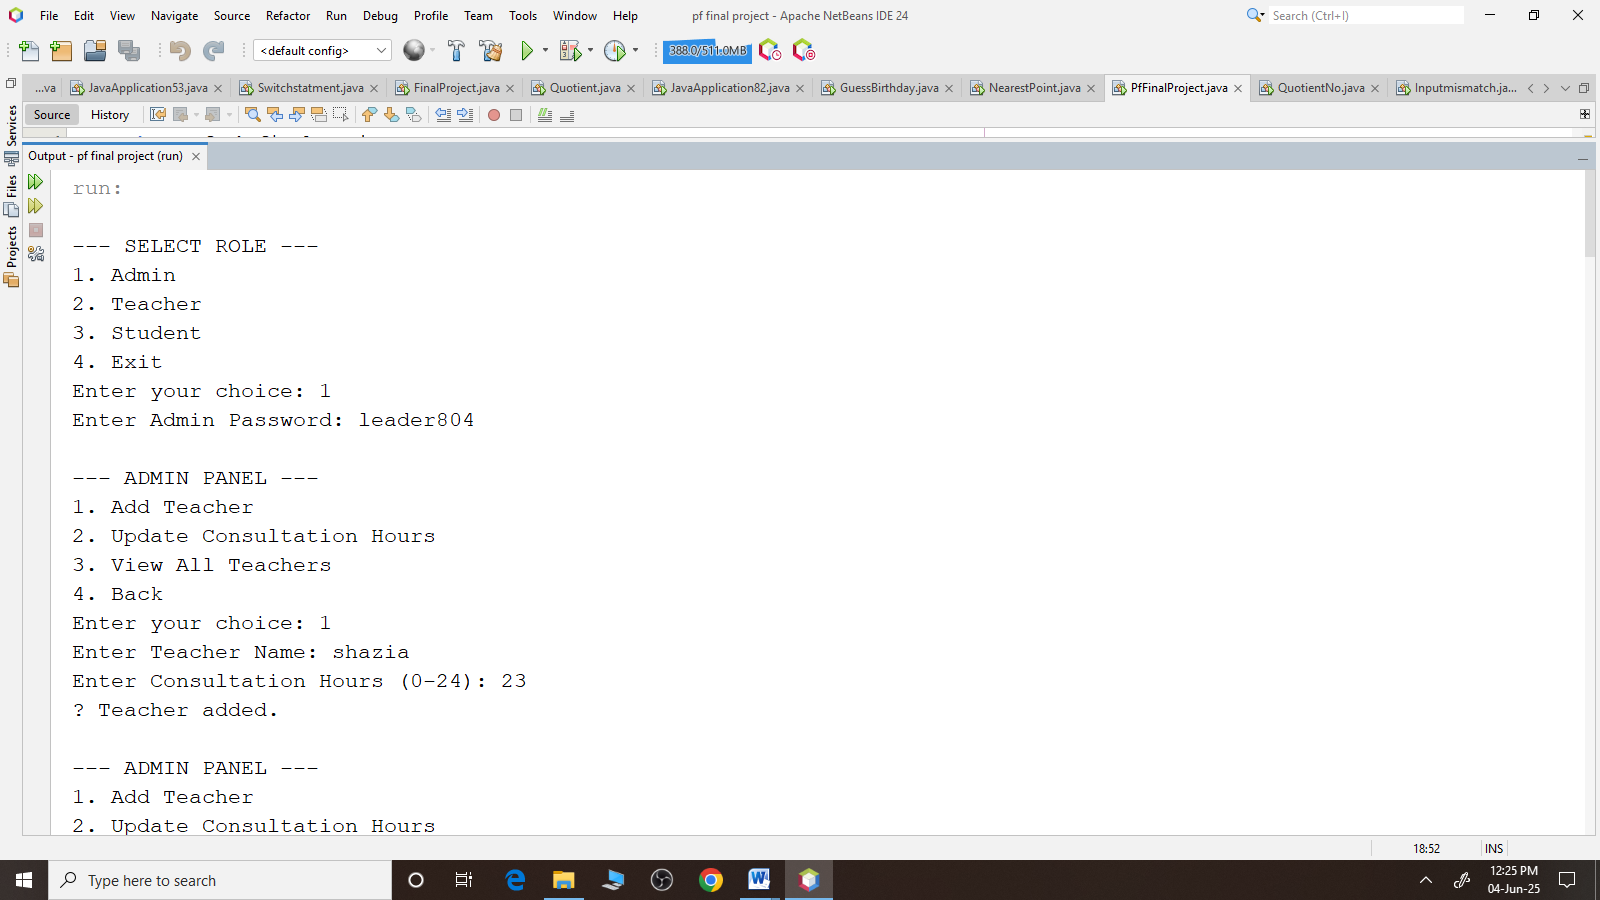 File Edit View Navigate Source Refactor Run Debug Profile Team Tools Window Help pf final project - Apache NetBeans IDE 24 Search (Ctrl+I)
<default config> 388.0/511.0MB
...va JavaApplication53.java Switchstatment.java FinalProject.java Quotient.java JavaApplication82.java GuessBirthday.java NearestPoint.java PFFinalProject.java QuotientNo.java Inputmismatch.ja...
Source History
Services
Files
Projects
Output - pf final project (run)
run:
--- SELECT ROLE ---
1. Admin
2. Teacher
3. Student
4. Exit
Enter your choice: 1
Enter Admin Password: leader804
--- ADMIN PANEL ---
1. Add Teacher
2. Update Consultation Hours
3. View All Teachers
4. Back
Enter your choice: 1
Enter Teacher Name: shazia
Enter Consultation Hours (0-24): 23
? Teacher added.
--- ADMIN PANEL ---
1. Add Teacher
2. Update Consultation Hours
18:52 INS
Type here to search
12:25 PM
04-Jun-25